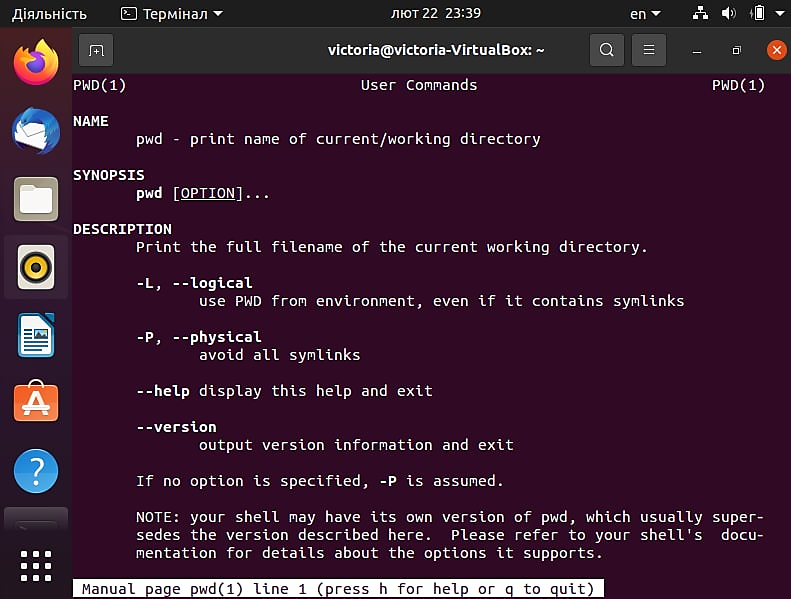 Діяльність Термінал лют 22 23:39 en
victoria@victoria-VirtualBox: ~
PWD(1) User Commands PWD(1)
NAME
pwd - print name of current/working directory
SYNOPSIS
pwd [OPTION]...
DESCRIPTION
Print the full filename of the current working directory.
-L, --logical
use PWD from environment, even if it contains symlinks
-P, --physical
avoid all symlinks
--help display this help and exit
--version
output version information and exit
If no option is specified, -P is assumed.
NOTE: your shell may have its own version of pwd, which usually super-
sedes the version described here. Please refer to your shell's docu-
mentation for details about the options it supports.
Manual page pwd(1) line 1 (press h for help or q to quit)